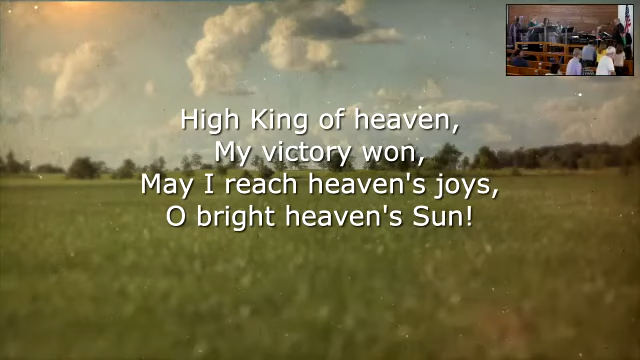 High King of heaven,
My victory won,
May I reach heaven's joys,
O bright heaven's Sun!